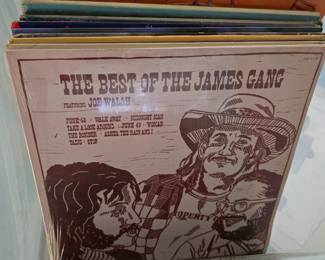 THE BEST OF THE JAMES GANG
FEATURING JOE WALSH
FUNK #48 · WALK AWAY · MIDNIGHT MAN
TAKE A LOOK AROUND · FUNK 49 · WOMAN
THE BOMBER · ASHES, THE RAIN AND I
YADIG · STOP
PROPERTY